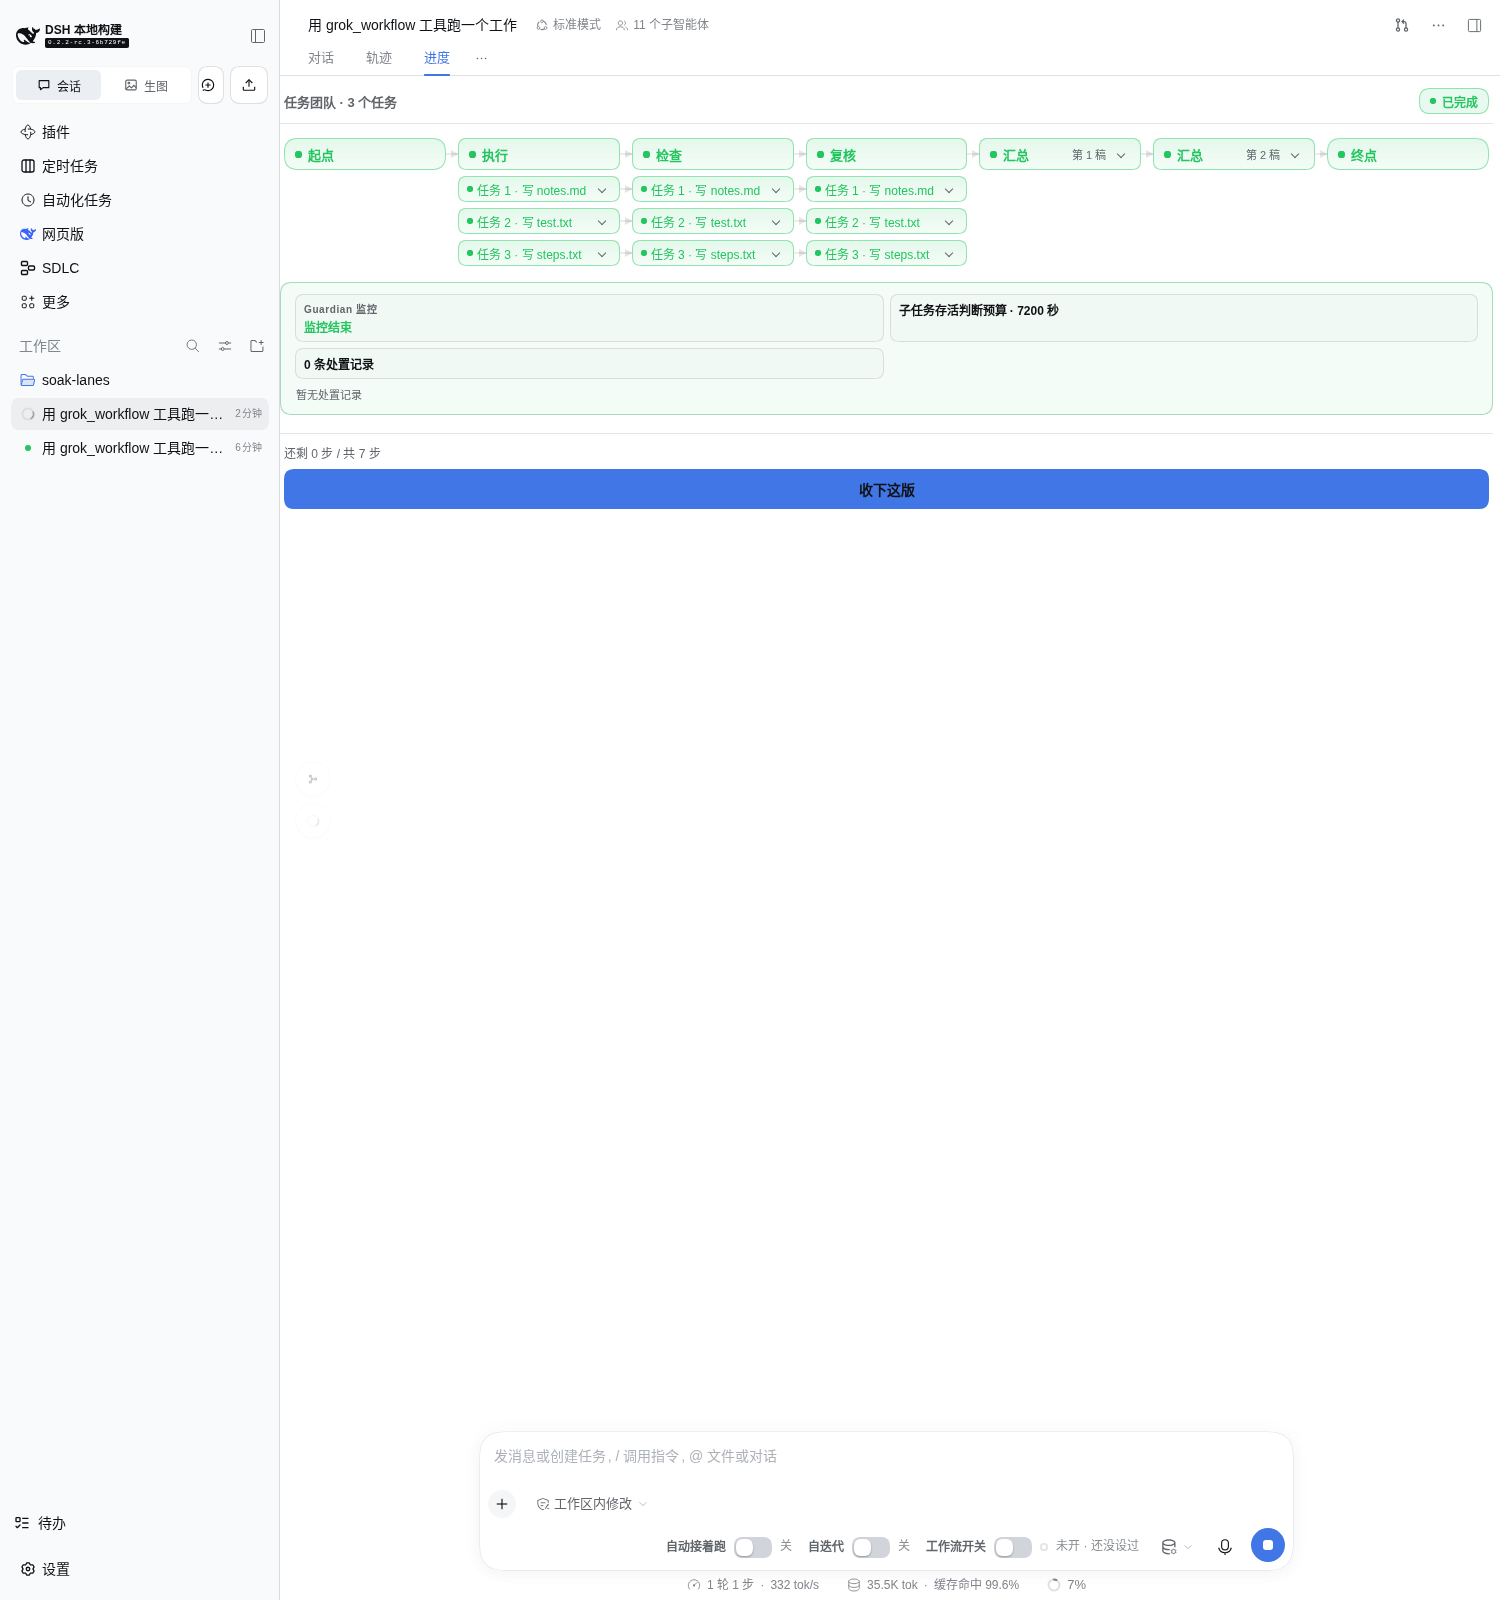 DSH 本地构建
0.2.2-rc.3-6b729fe
会话
生图
插件
定时任务
自动化任务
网页版
SDLC
更多
工作区
soak-lanes
用 grok_workflow 工具跑一… 2分钟
用 grok_workflow 工具跑一… 6分钟
待办
设置
用 grok_workflow 工具跑一个工作 标准模式 11 个子智能体
对话 轨迹 进度 ···
任务团队 · 3 个任务 已完成
起点 执行 检查 复核 汇总 第 1 稿 汇总 第 2 稿 终点
任务 1 · 写 notes.md 任务 1 · 写 notes.md 任务 1 · 写 notes.md
任务 2 · 写 test.txt 任务 2 · 写 test.txt 任务 2 · 写 test.txt
任务 3 · 写 steps.txt 任务 3 · 写 steps.txt 任务 3 · 写 steps.txt
Guardian 监控
监控结束
子任务存活判断预算 · 7200 秒
0 条处置记录
暂无处置记录
还剩 0 步 / 共 7 步
收下这版
发消息或创建任务, / 调用指令, @ 文件或对话
工作区内修改
自动接着跑 关 自迭代 关 工作流开关 未开 · 还没设过
1 轮 1 步 · 332 tok/s 35.5K tok · 缓存命中 99.6% 7%